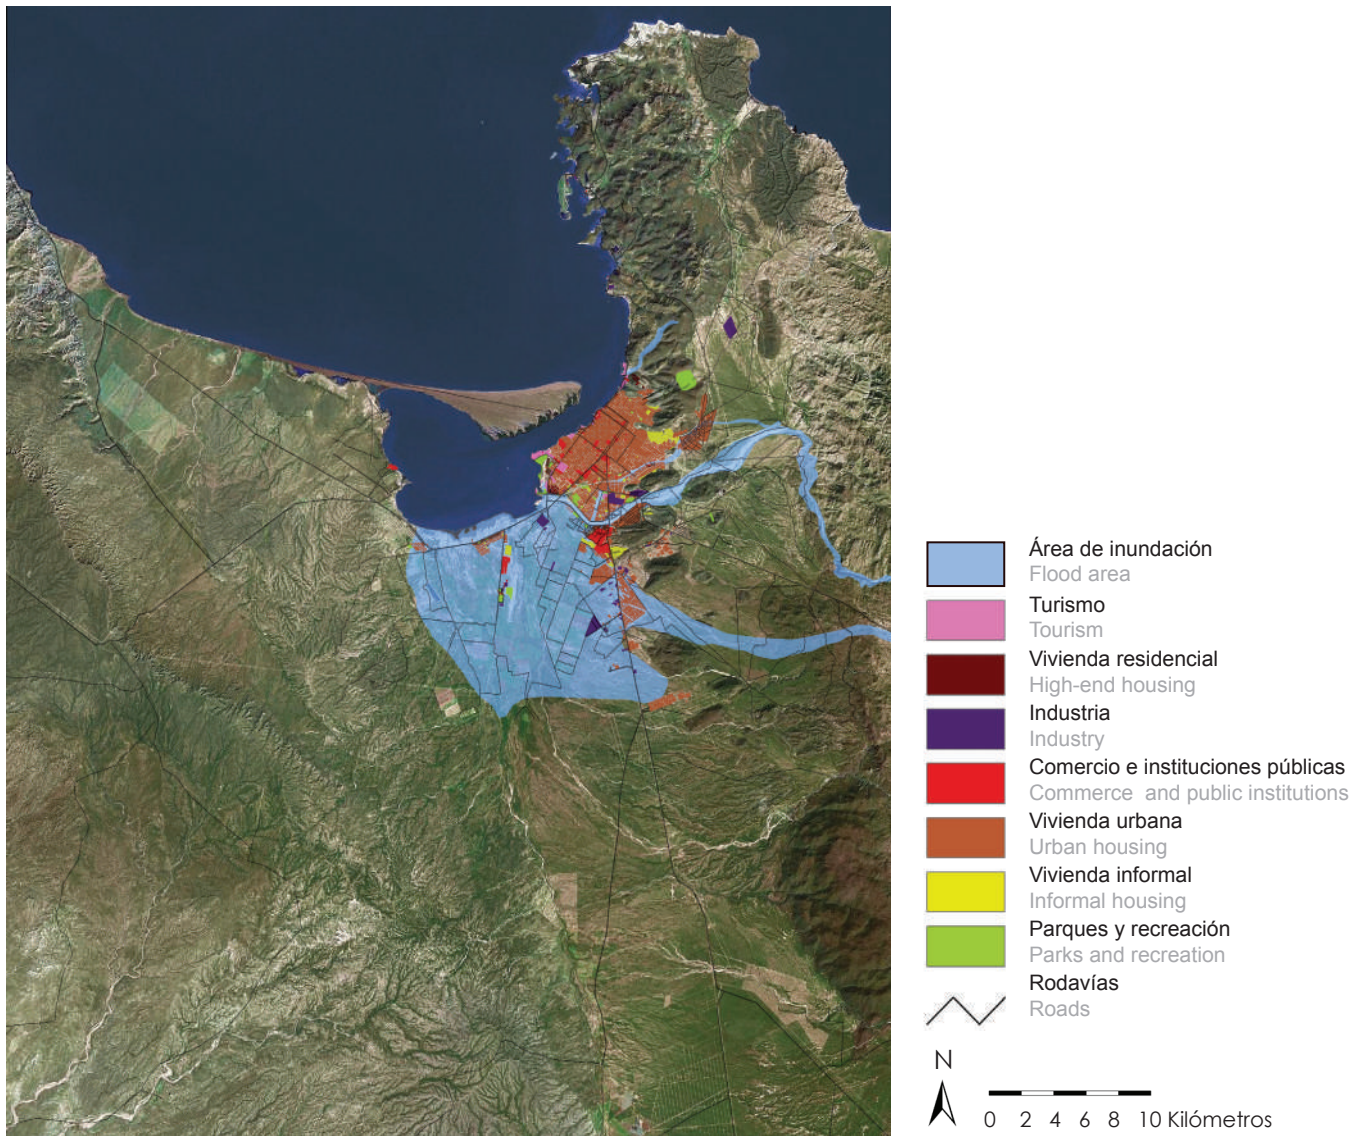 Área de inundación
Flood area
Turismo
Tourism
Vivienda residencial
High-end housing
Industria
Industry
Comercio e instituciones públicas
Commerce and public institutions
Vivienda urbana
Urban housing
Vivienda informal
Informal housing
Parques y recreación
Parks and recreation
Rodavías
Roads
N
0 2 4 6 8 10 Kilómetros